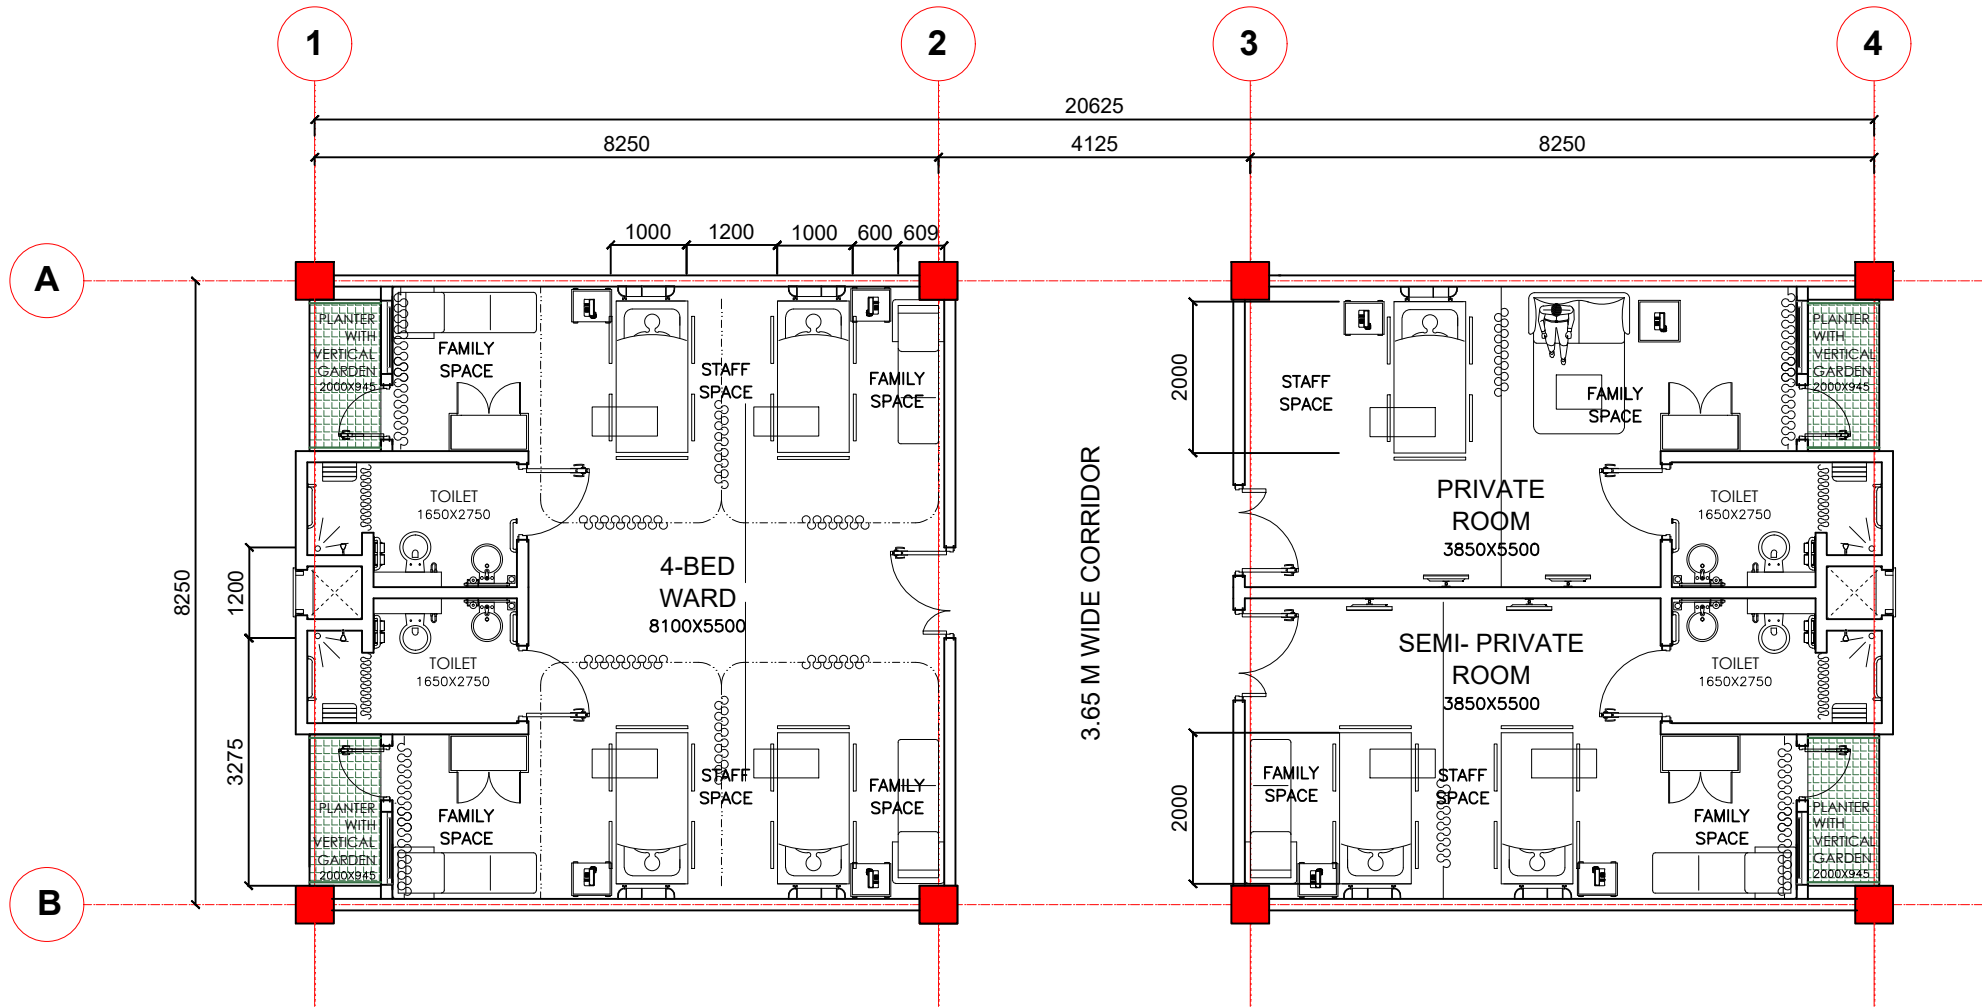 1
2
3
4
20625
8250
4125
8250
1000
1200
1000
600
609
A
PLANTER
WITH
VERTICAL
GARDEN
2000X945
FAMILY
SPACE
STAFF
SPACE
FAMILY
SPACE
2000
STAFF
SPACE
FAMILY
SPACE
PLANTER
WITH
VERTICAL
GARDEN
2000X945
TOILET
1650X2750
4-BED
WARD
8100X5500
TOILET
1650X2750
8250
1200
3275
3.65 M WIDE CORRIDOR
PRIVATE
ROOM
3850X5500
TOILET
1650X2750
SEMI- PRIVATE
ROOM
3850X5500
TOILET
1650X2750
PLANTER
WITH
VERTICAL
GARDEN
2000X945
FAMILY
SPACE
STAFF
SPACE
FAMILY
SPACE
2000
FAMILY
SPACE
STAFF
SPACE
FAMILY
SPACE
PLANTER
WITH
VERTICAL
GARDEN
2000X945
B